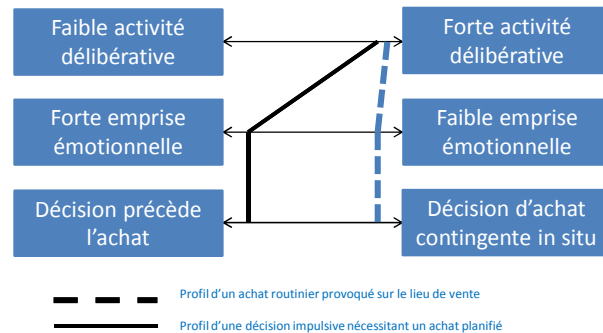 Faible activité
délibérative
Forte activité
délibérative
Forte emprise
émotionnelle
Faible emprise
émotionnelle
Décision précède
l'achat
Décision d'achat
contingente in situ
Profil d'un achat routinier provoqué sur le lieu de vente
Profil d'une décision impulsive nécessitant un achat planifié